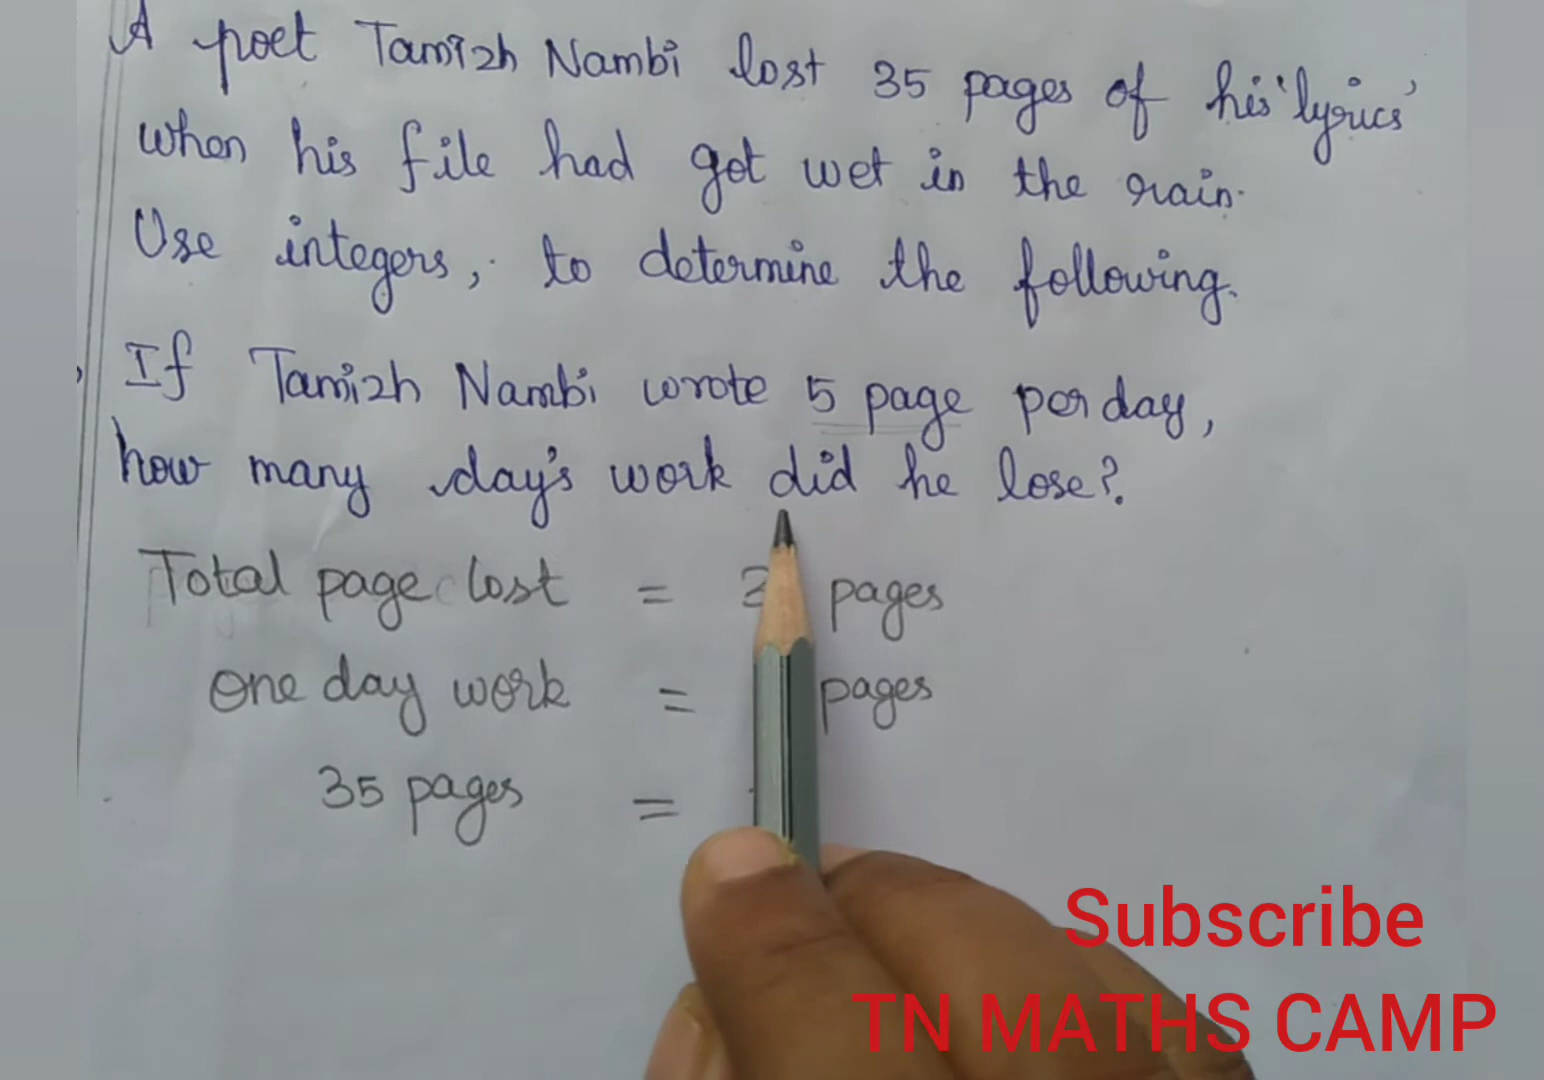 A poet Tamizh Nambi lost 35 pages of his 'lyrics'
when his file had got wet in the rain.
Use integers, to determine the following.
If Tamizh Nambi wrote 5 page per day,
how many day's work did he lose?
Total page lost = pages
one day work = pages
35 pages =
Subscribe
TN MATHS CAMP